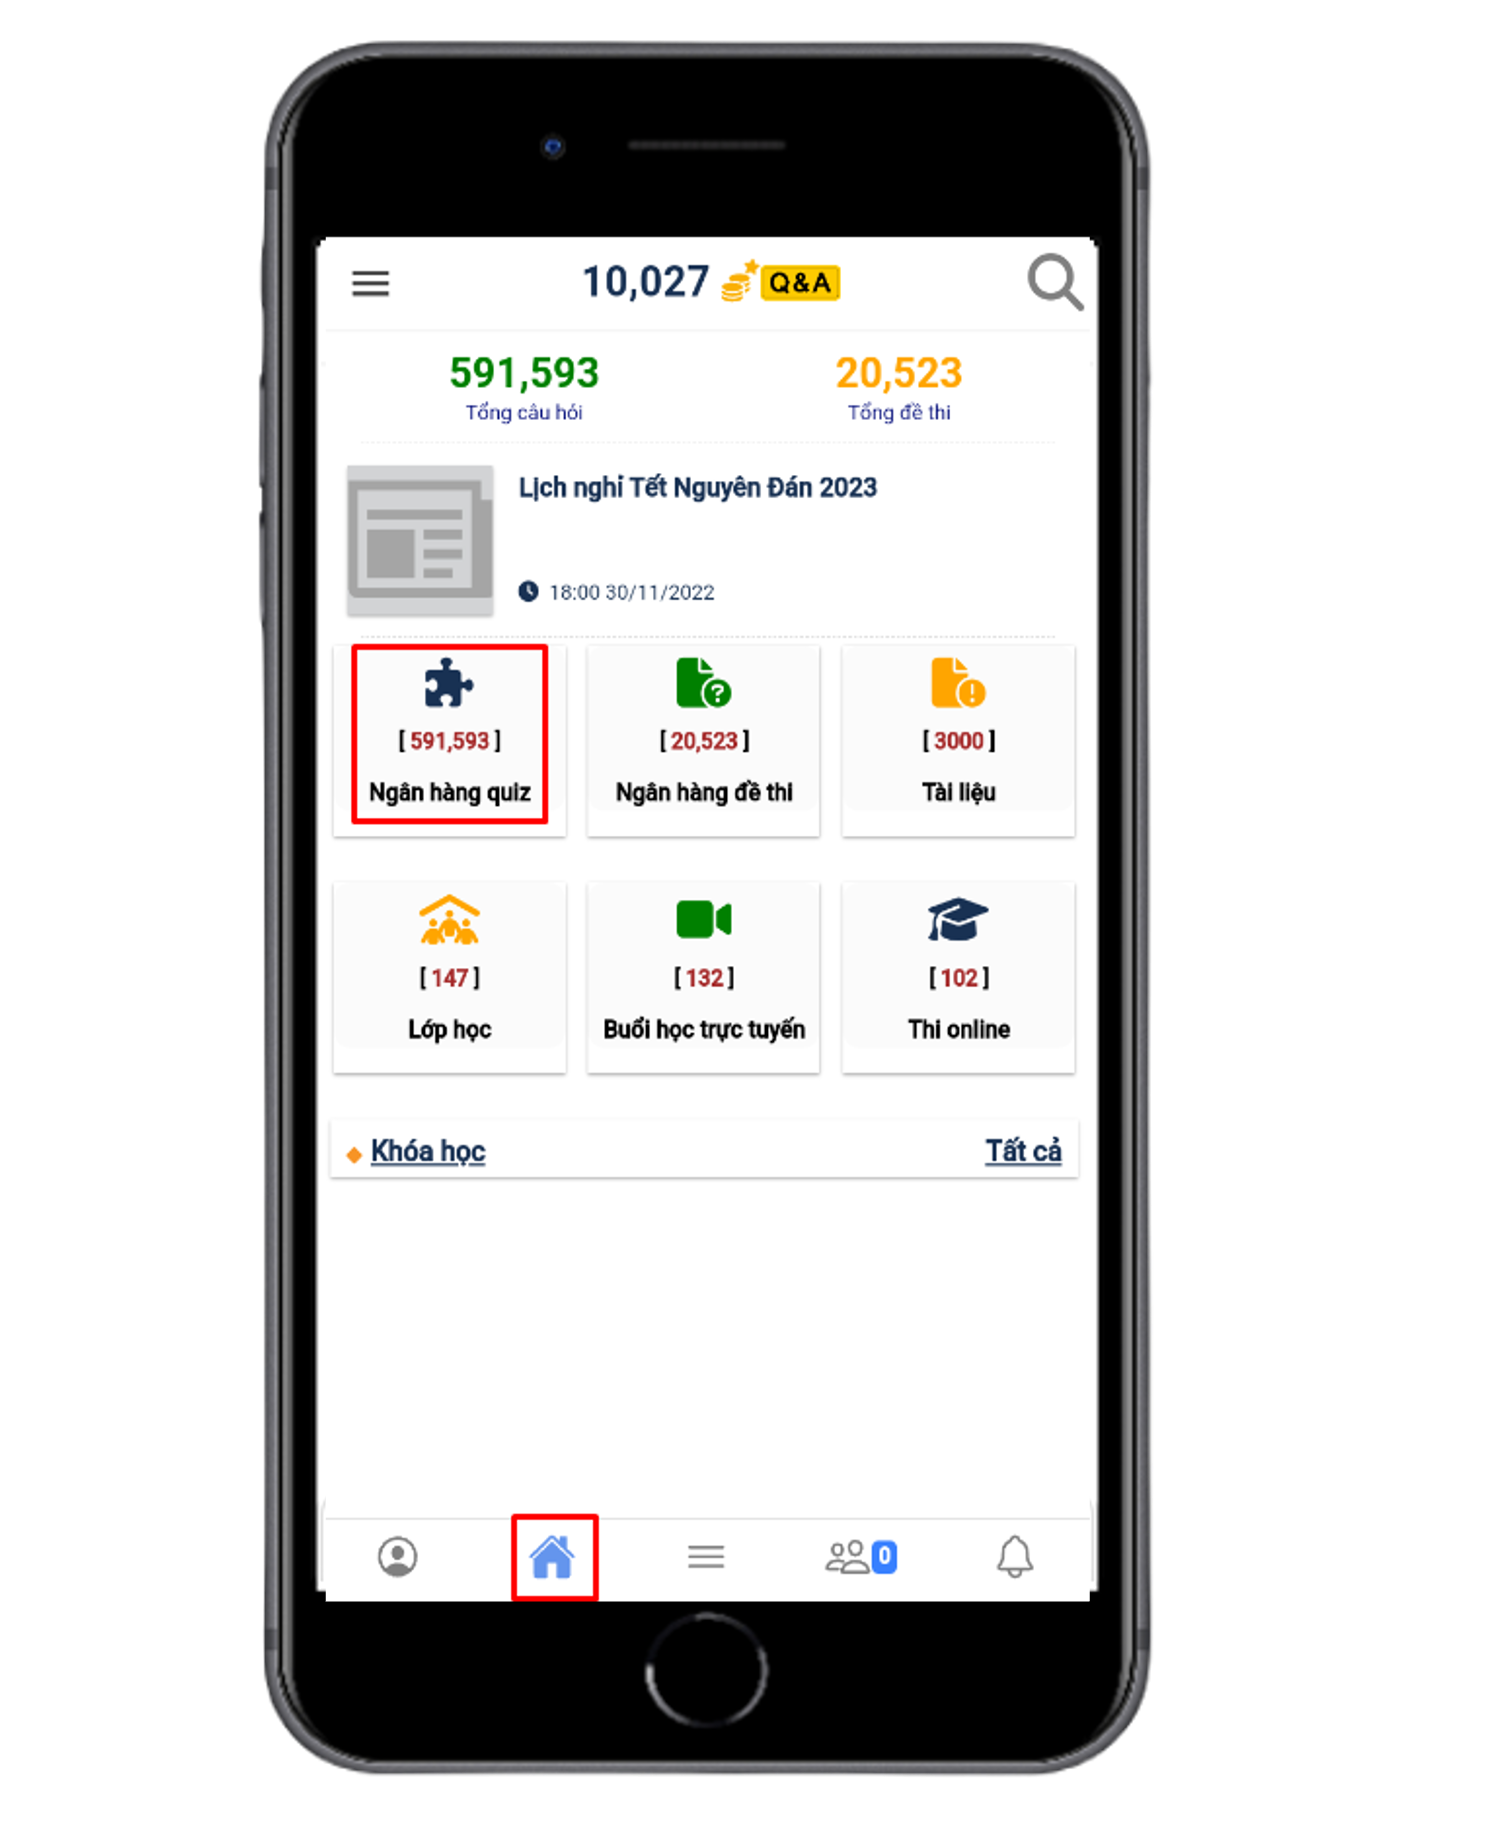 10,027 Q&A
591,593 20,523
Tổng câu hỏi Tổng đề thi
Lịch nghỉ Tết Nguyên Đán 2023
18:00 30/11/2022
[ 591,593 ] [ 20,523 ] [ 3000 ]
Ngân hàng quiz Ngân hàng đề thi Tài liệu
[ 147 ] [ 132 ] [ 102 ]
Lớp học Buổi học trực tuyến Thi online
Khóa học Tất cả
0